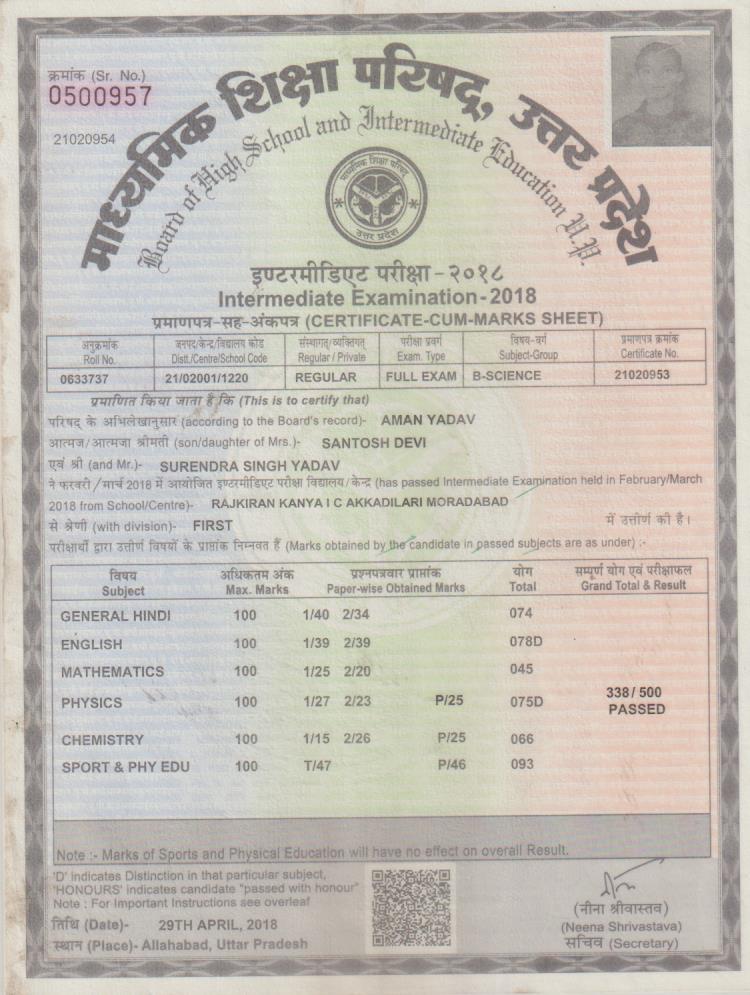 क्रमांक (Sr. No.)
0500957
21020954
माध्यमिक शिक्षा परिषद्, उत्तर प्रदेश
Board of High School and Intermediate Education U.P.
माध्यमिक शिक्षा परिषद्
उत्तर प्रदेश
इण्टरमीडिएट परीक्षा - २०१८
Intermediate Examination - 2018
प्रमाणपत्र-सह-अंकपत्र (CERTIFICATE-CUM-MARKS SHEET)
अनुक्रमांक जनपद/केन्द्र/विद्यालय कोड संस्थागत/व्यक्तिगत परीक्षा प्रवर्ग विषय-वर्ग प्रमाणपत्र क्रमांक
Roll No. Distt./Centre/School Code Regular / Private Exam. Type Subject-Group Certificate No.
0633737 21/02001/1220 REGULAR FULL EXAM B-SCIENCE 21020953
प्रमाणित किया जाता है कि (This is to certify that)
परिषद् के अभिलेखानुसार (according to the Board's record)- AMAN YADAV
आत्मज/आत्मजा श्रीमती (son/daughter of Mrs.)- SANTOSH DEVI
एवं श्री (and Mr.)- SURENDRA SINGH YADAV
ने फरवरी/मार्च 2018 में आयोजित इण्टरमीडिएट परीक्षा विद्यालय/केन्द्र (has passed Intermediate Examination held in February/March
2018 from School/Centre)- RAJKIRAN KANYA I C AKKADILARI MORADABAD
से श्रेणी (with division)- FIRST में उत्तीर्ण की है।
परीक्षार्थी द्वारा उत्तीर्ण विषयों के प्राप्तांक निम्नवत हैं (Marks obtained by the candidate in passed subjects are as under) :-
विषय अधिकतम अंक प्रश्नपत्रवार प्राप्तांक योग सम्पूर्ण योग एवं परीक्षाफल
Subject Max. Marks Paper-wise Obtained Marks Total Grand Total & Result
GENERAL HINDI 100 1/40 2/34 074
ENGLISH 100 1/39 2/39 078D
MATHEMATICS 100 1/25 2/20 045
PHYSICS 100 1/27 2/23 P/25 075D 338/500
PASSED
CHEMISTRY 100 1/15 2/26 P/25 066
SPORT & PHY EDU 100 T/47 P/46 093
Note :- Marks of Sports and Physical Education will have no effect on overall Result.
'D' indicates Distinction in that particular subject,
'HONOURS' indicates candidate "passed with honour"
Note : For Important Instructions see overleaf
तिथि (Date)- 29TH APRIL, 2018
स्थान (Place)- Allahabad, Uttar Pradesh
(नीना श्रीवास्तव)
(Neena Shrivastava)
सचिव (Secretary)